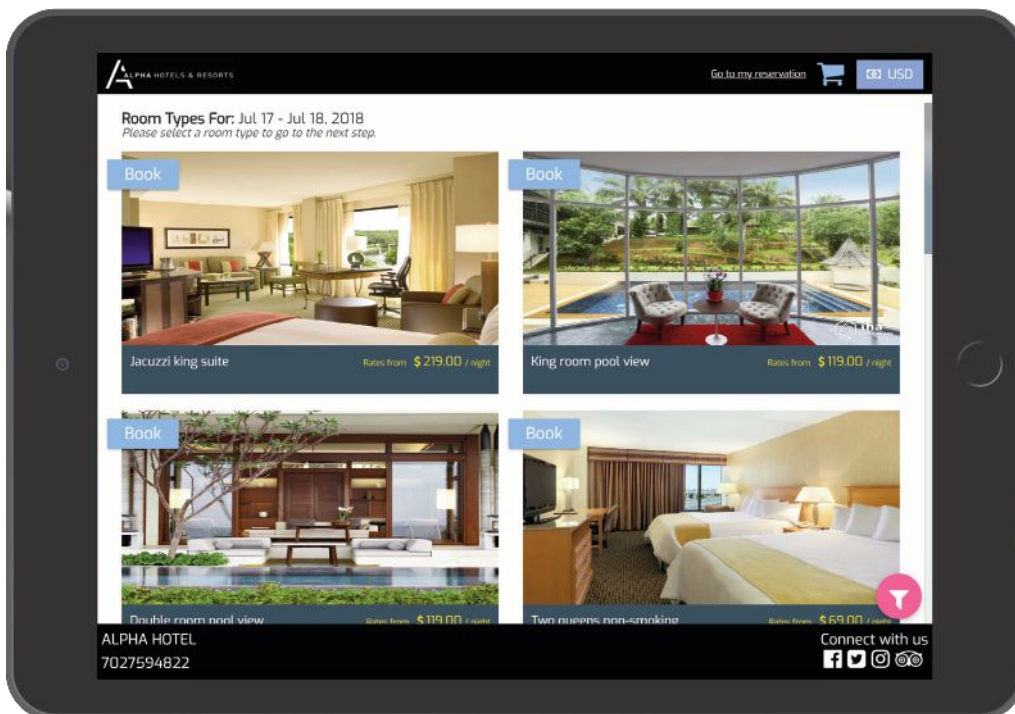 ALPHA HOTELS & RESORTS
Go to my reservation
USD
Room Types For: Jul 17 - Jul 18, 2018
Please select a room type to go to the next step.
Book
Jacuzzi king suite Rates from $219.00 / night
Book
King room pool view Rates from $119.00 / night
Book
Double room pool view Rates from $119.00 / night
Book
Two queens non-smoking Rates from $69.00 / night
ALPHA HOTEL
7027594822
Connect with us